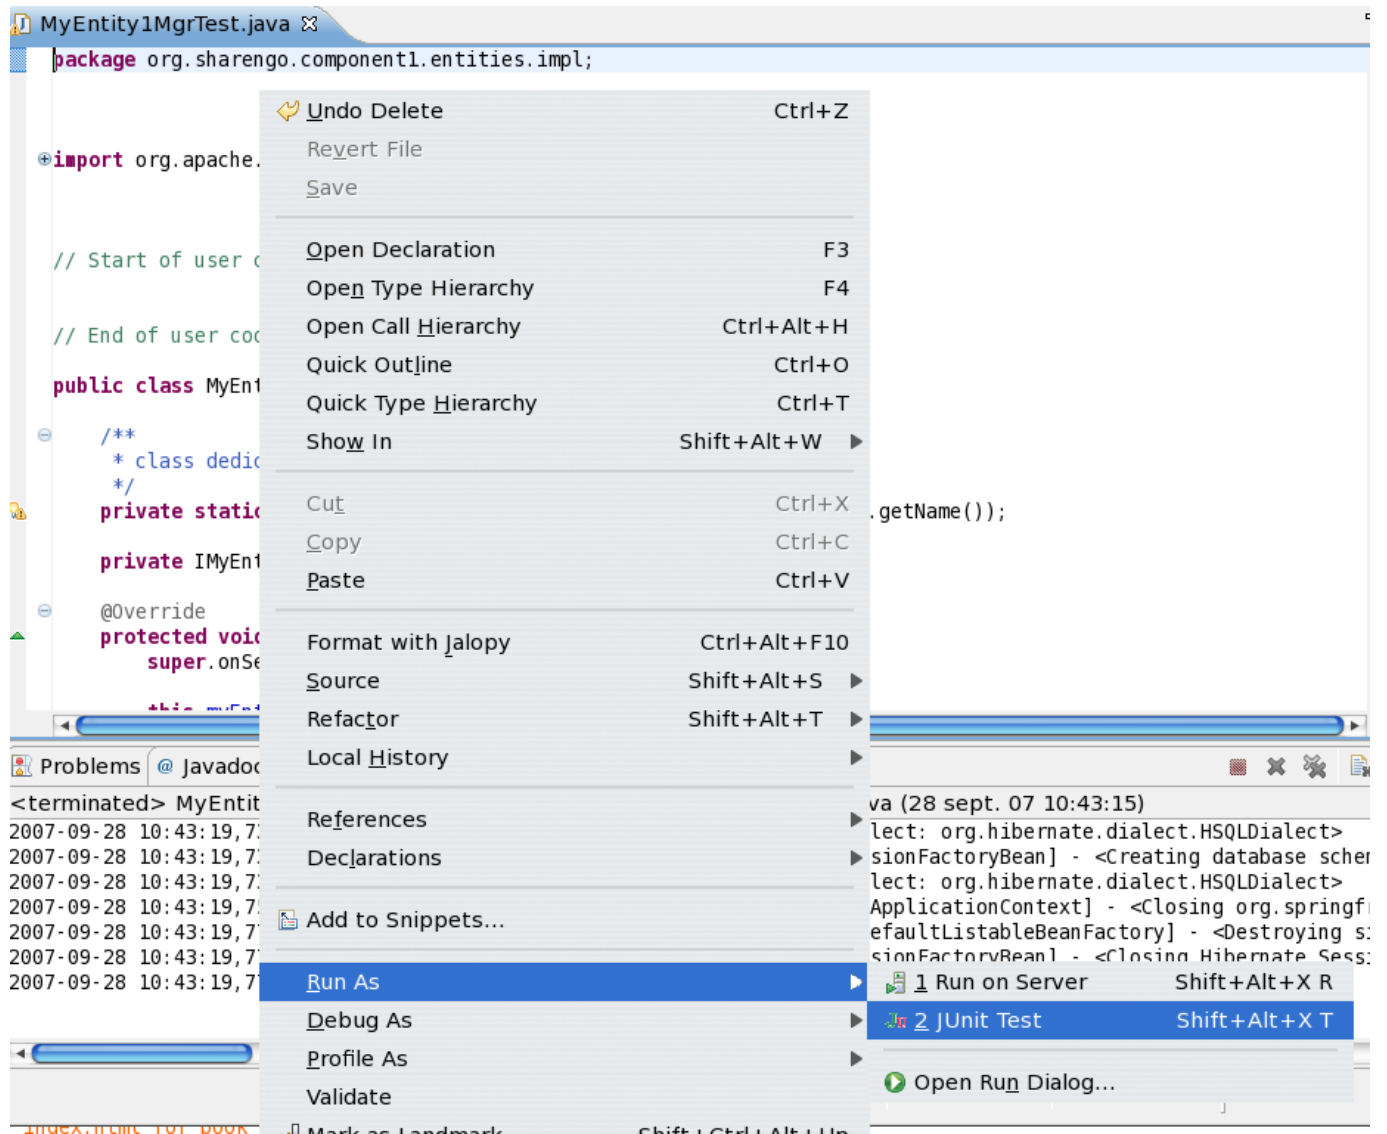 MyEntity1MgrTest.java
package org.sharengo.component1.entities.impl;
import org.apache.
// Start of user
// End of user
public class
/**
* class
*/
private static
.getName());
private
@Override
protected
super.
Undo Delete Ctrl+Z
Revert File
Save
Open Declaration F3
Open Type Hierarchy F4
Open Call Hierarchy Ctrl+Alt+H
Quick Outline Ctrl+O
Quick Type Hierarchy Ctrl+T
Show In Shift+Alt+W
Cut Ctrl+X
Copy Ctrl+C
Paste Ctrl+V
Format with Jalopy Ctrl+Alt+F10
Source Shift+Alt+S
Refactor Shift+Alt+T
Local History
References
Declarations
Add to Snippets...
Run As
Debug As
Profile As
Validate
Mark as Landmark
1 Run on Server Shift+Alt+X R
2 JUnit Test Shift+Alt+X T
Open Run Dialog...
Problems @ Javadoc
<terminated> MyEntit
va (28 sept. 07 10:43:15)
2007-09-28 10:43:19,7
lect: org.hibernate.dialect.HSQLDialect>
2007-09-28 10:43:19,7
sionFactoryBean] - <Creating database
2007-09-28 10:43:19,7
lect: org.hibernate.dialect.HSQLDialect>
2007-09-28 10:43:19,7
ApplicationContext] - <Closing
2007-09-28 10:43:19,7
efaultListableBeanFactory] - <Destroying
2007-09-28 10:43:19,7
sionFactoryBean] - <Closing Hibernate
2007-09-28 10:43:19,7